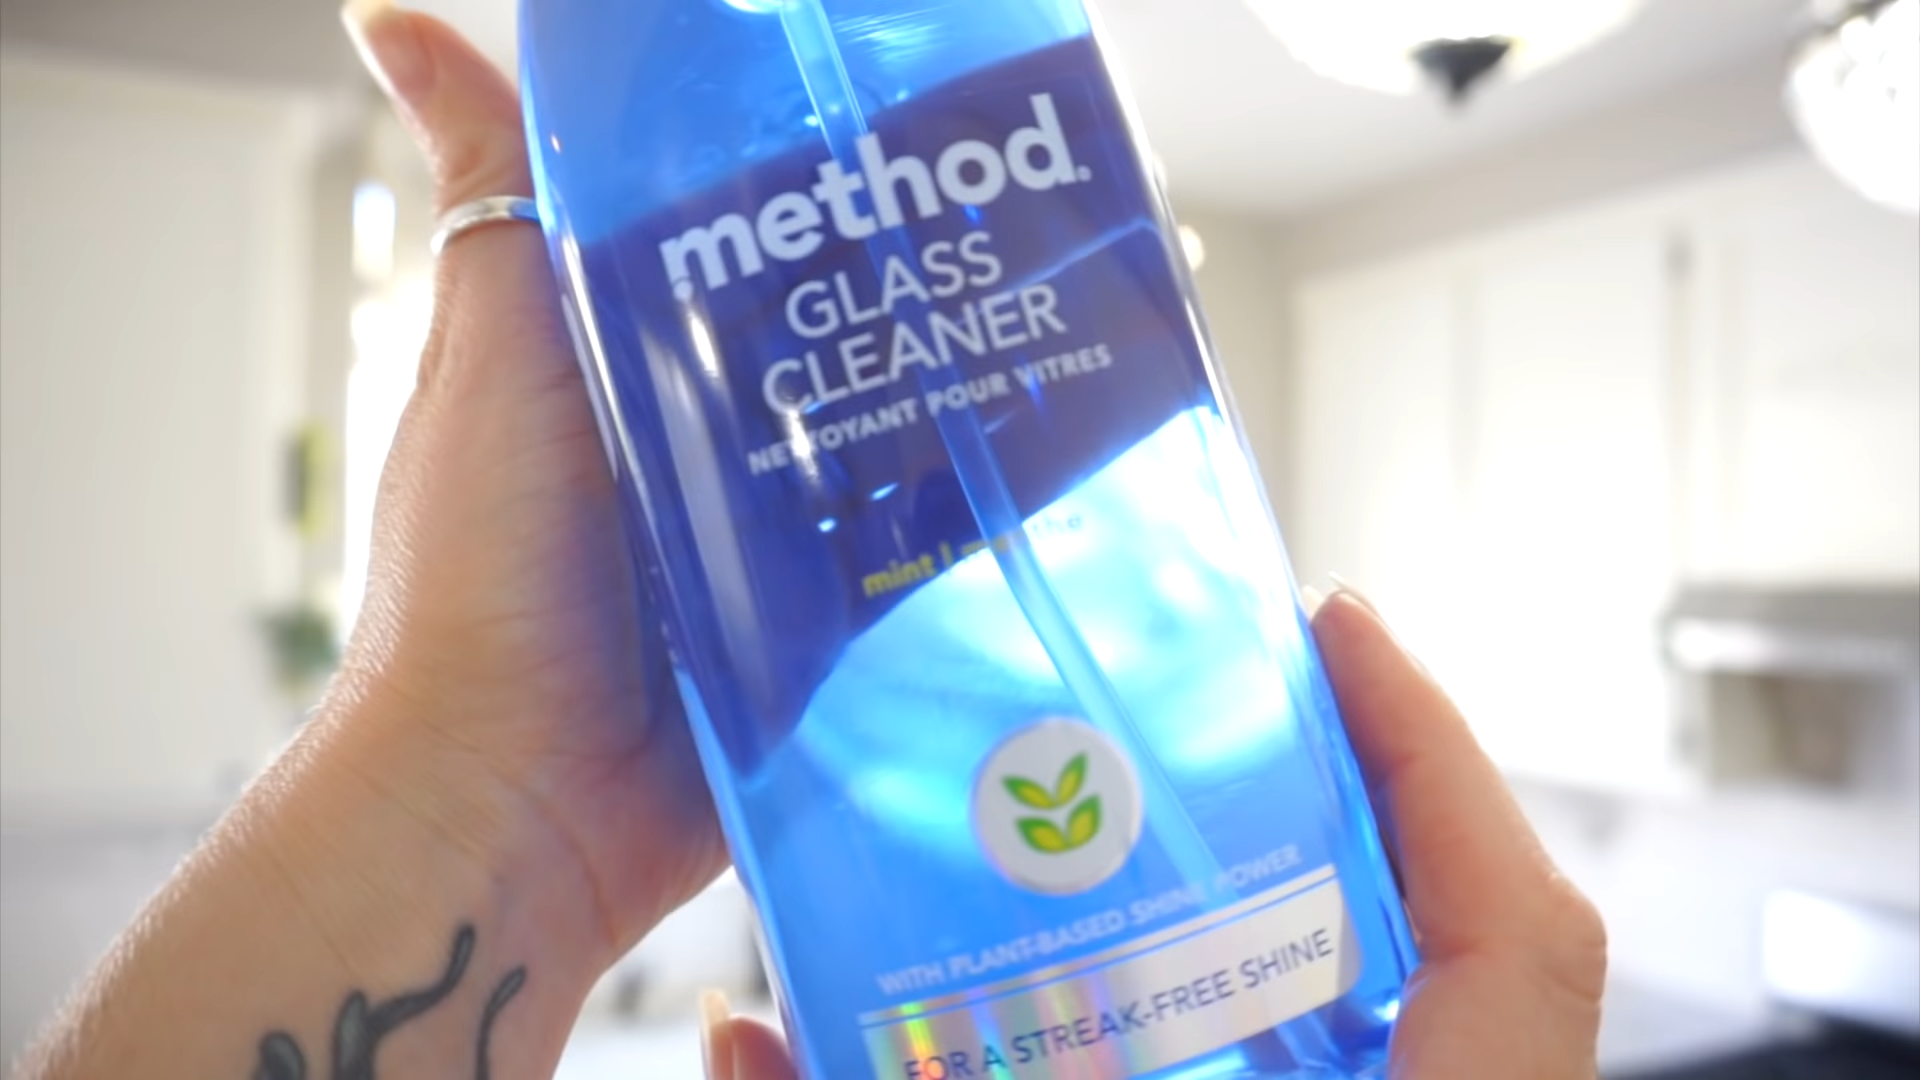 method.
GLASS
CLEANER
NETTOYANT POUR VITRES
mint |
WITH PLANT-BASED SHINE POWER
FOR A STREAK-FREE SHINE